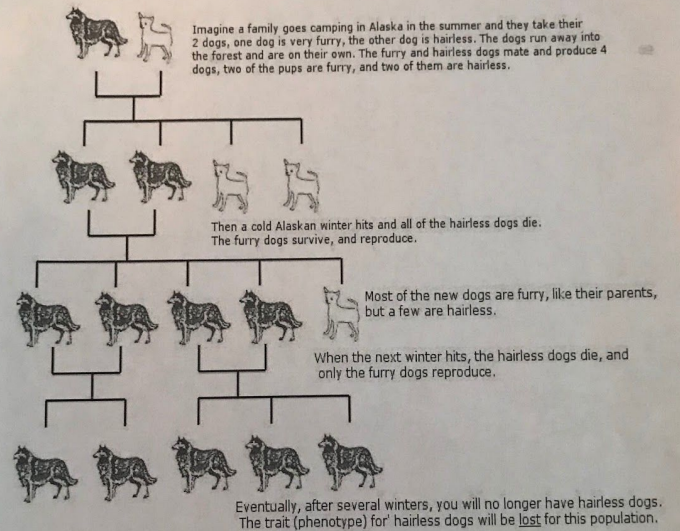 Imagine a family goes camping in Alaska in the summer and they take their
2 dogs, one dog is very furry, the other dog is hairless. The dogs run away into
the forest and are on their own. The furry and hairless dogs mate and produce 4
dogs, two of the pups are furry, and two of them are hairless.
Then a cold Alaskan winter hits and all of the hairless dogs die.
The furry dogs survive, and reproduce.
Most of the new dogs are furry, like their parents,
but a few are hairless.
When the next winter hits, the hairless dogs die, and
only the furry dogs reproduce.
Eventually, after several winters, you will no longer have hairless dogs.
The trait (phenotype) for' hairless dogs will be lost for this population.